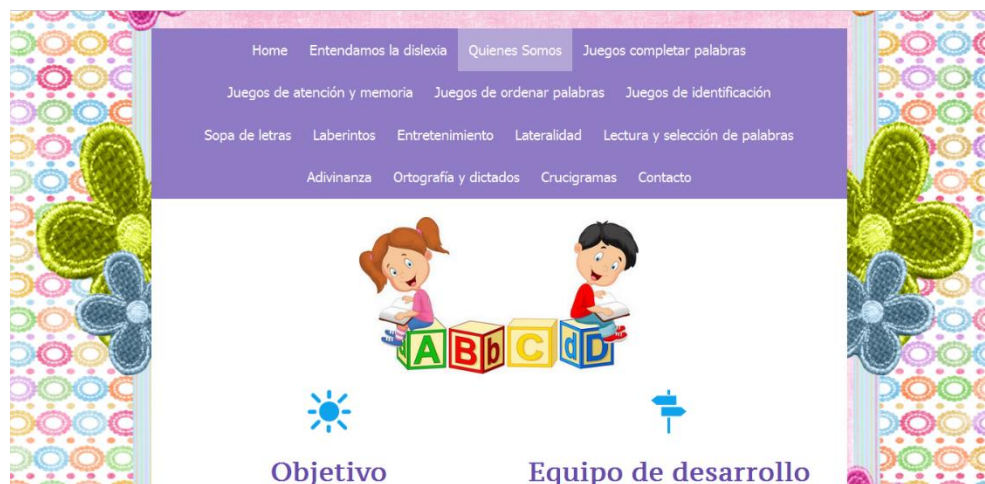 Home Entendamos la dislexia Quienes Somos Juegos completar palabras
Juegos de atención y memoria Juegos de ordenar palabras Juegos de identificación
Sopa de letras Laberintos Entretenimiento Lateralidad Lectura y selección de palabras
Adivinanza Ortografía y dictados Crucigramas Contacto
A B b C d D
Objetivo Equipo de desarrollo